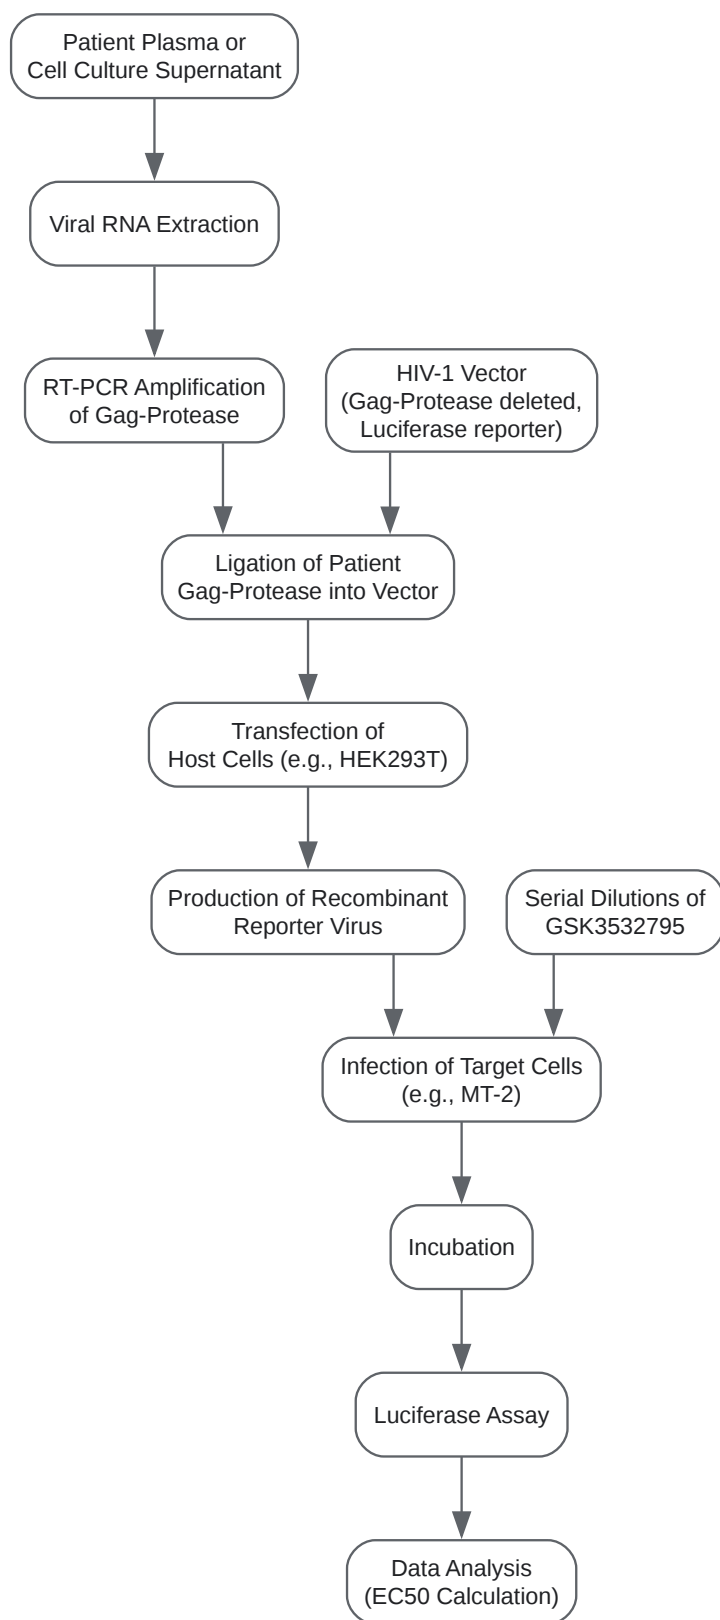 Patient Plasma or
Cell Culture Supernatant
Viral RNA Extraction
RT-PCR Amplification
of Gag-Protease
HIV-1 Vector
(Gag-Protease deleted,
Luciferase reporter)
Ligation of Patient
Gag-Protease into Vector
Transfection of
Host Cells (e.g., HEK293T)
Production of Recombinant
Reporter Virus
Serial Dilutions of
GSK3532795
Infection of Target Cells
(e.g., MT-2)
Incubation
Luciferase Assay
Data Analysis
(EC50 Calculation)